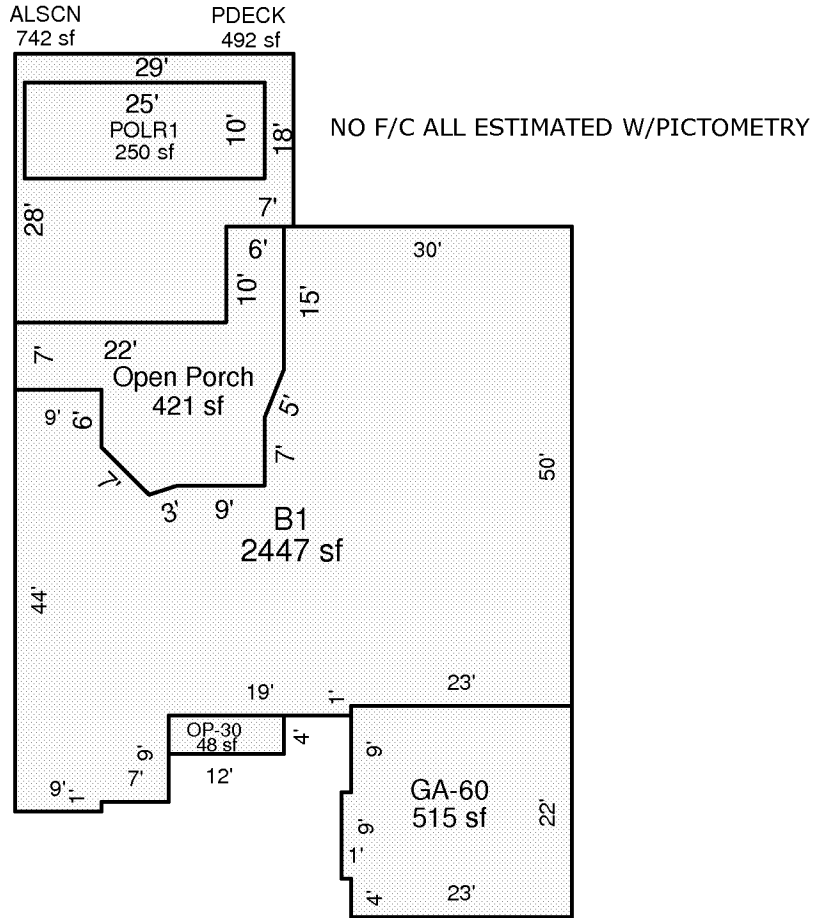 ALSCN
742 sf
PDECK
492 sf
29'
25'
POLR1
250 sf
10'
18'
NO F/C ALL ESTIMATED W/PICTOMETRY
28'
7'
6'
30'
10'
15'
7'
22'
Open Porch
421 sf
5'
9'
6'
7'
7'
3'
9'
50'
B1
2447 sf
44'
19'
1'
23'
OP-30
48 sf
4'
9'
9'
7'
12'
9'
1'
GA-60
515 sf
22'
9'
1'
4'
23'